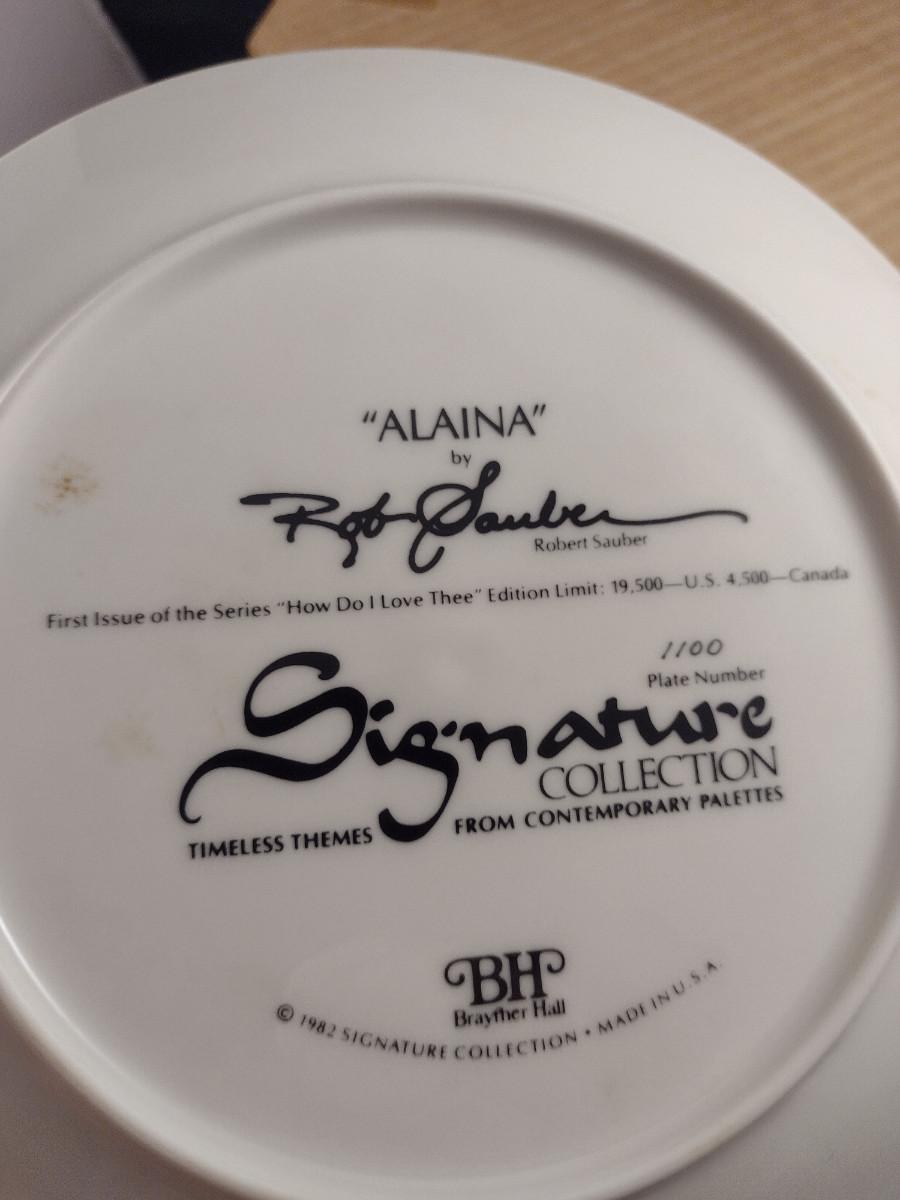 “ALAINA”
by
Rob Sauber
Robert Sauber
First Issue of the Series “How Do I Love Thee” Edition Limit: 19,500—U.S. 4,500—Canada
1100
Plate Number
Signature
COLLECTION
TIMELESS THEMES FROM CONTEMPORARY PALETTES
BH
Brayther Hall
© 1982 SIGNATURE COLLECTION • MADE IN U.S.A.